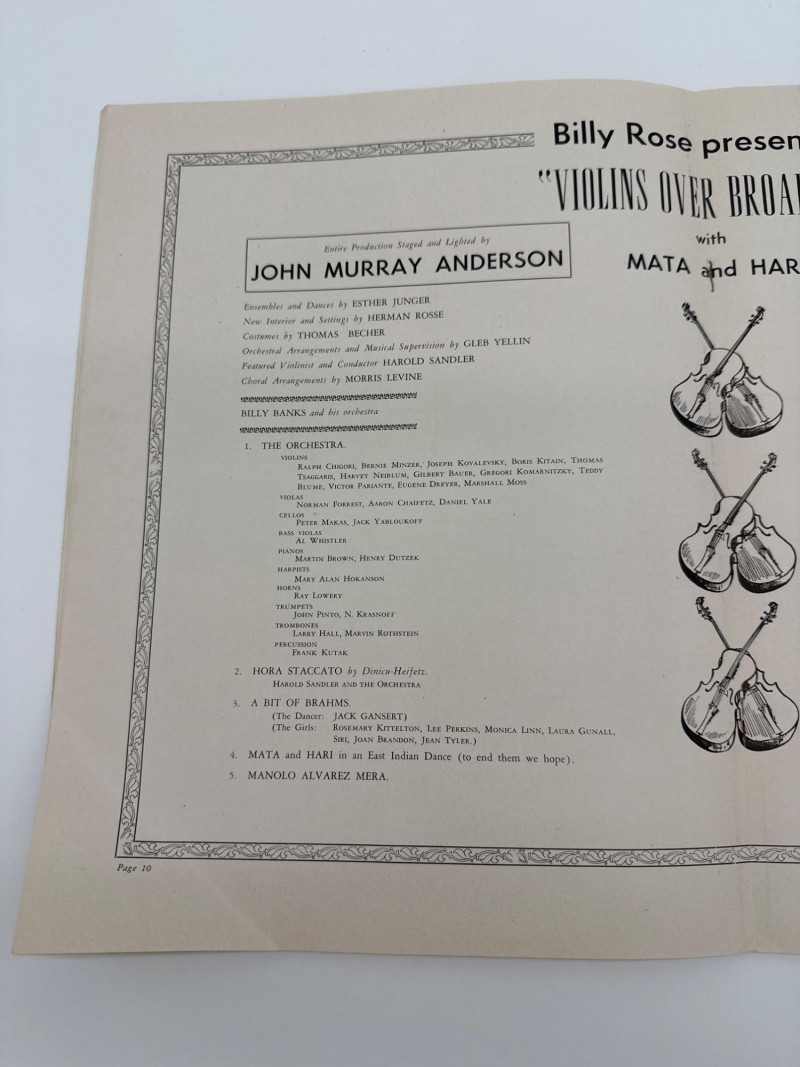 Billy Rose presen
"VIOLINS OVER BROA
with
MATA and HAR
Entire Production Staged and Lighted by
JOHN MURRAY ANDERSON
Ensembles and Dances by ESTHER JUNGER
New Interior and Settings by HERMAN ROSSE
Costumes by THOMAS BECHER
Orchestral Arrangements and Musical Supervision by GLEB YELLIN
Featured Violinist and Conductor HAROLD SANDLER
Choral Arrangements by MORRIS LEVINE
BILLY BANKS and his orchestra
1. THE ORCHESTRA.
VIOLINS
RALPH CHIGORI, BERNIE MINZER, JOSEPH KOVALEVSKY, BORIS KITAIN, THOMAS
TSAGGARIS, HARVEY NEIBLUM, GILBERT BAUER, GREGORI KOMARNITZKY, TEDDY
BLUME, VICTOR PARIANTE, EUGENE DREYER, MARSHALL MOSS
VIOLAS
NORMAN FORREST, AARON CHAIFETZ, DANIEL YALE
CELLOS
PETER MAKAS, JACK YABLOUKOFF
BASS VIOLAS
AL WHISTLER
PIANOS
MARTIN BROWN, HENRY DUTZEK
HARPISTS
MARY ALAN HOKANSON
HORNS
RAY LOWERY
TRUMPETS
JOHN PINTO, N. KRASNOFF
TROMBONES
LARRY HALL, MARVIN ROTHSTEIN
PERCUSSION
FRANK KUTAK
2. HORA STACCATO by Dinicu-Heifetz.
HAROLD SANDLER AND THE ORCHESTRA
3. A BIT OF BRAHMS.
(The Dancer: JACK GANSERT)
(The Girls: ROSEMARY KITTELTON, LEE PERKINS, MONICA LINN, LAURA GUNALL,
SIRI, JOAN BRANDON, JEAN TYLER.)
4. MATA and HARI in an East Indian Dance (to end them we hope).
5. MANOLO ALVAREZ MERA.
Page 10